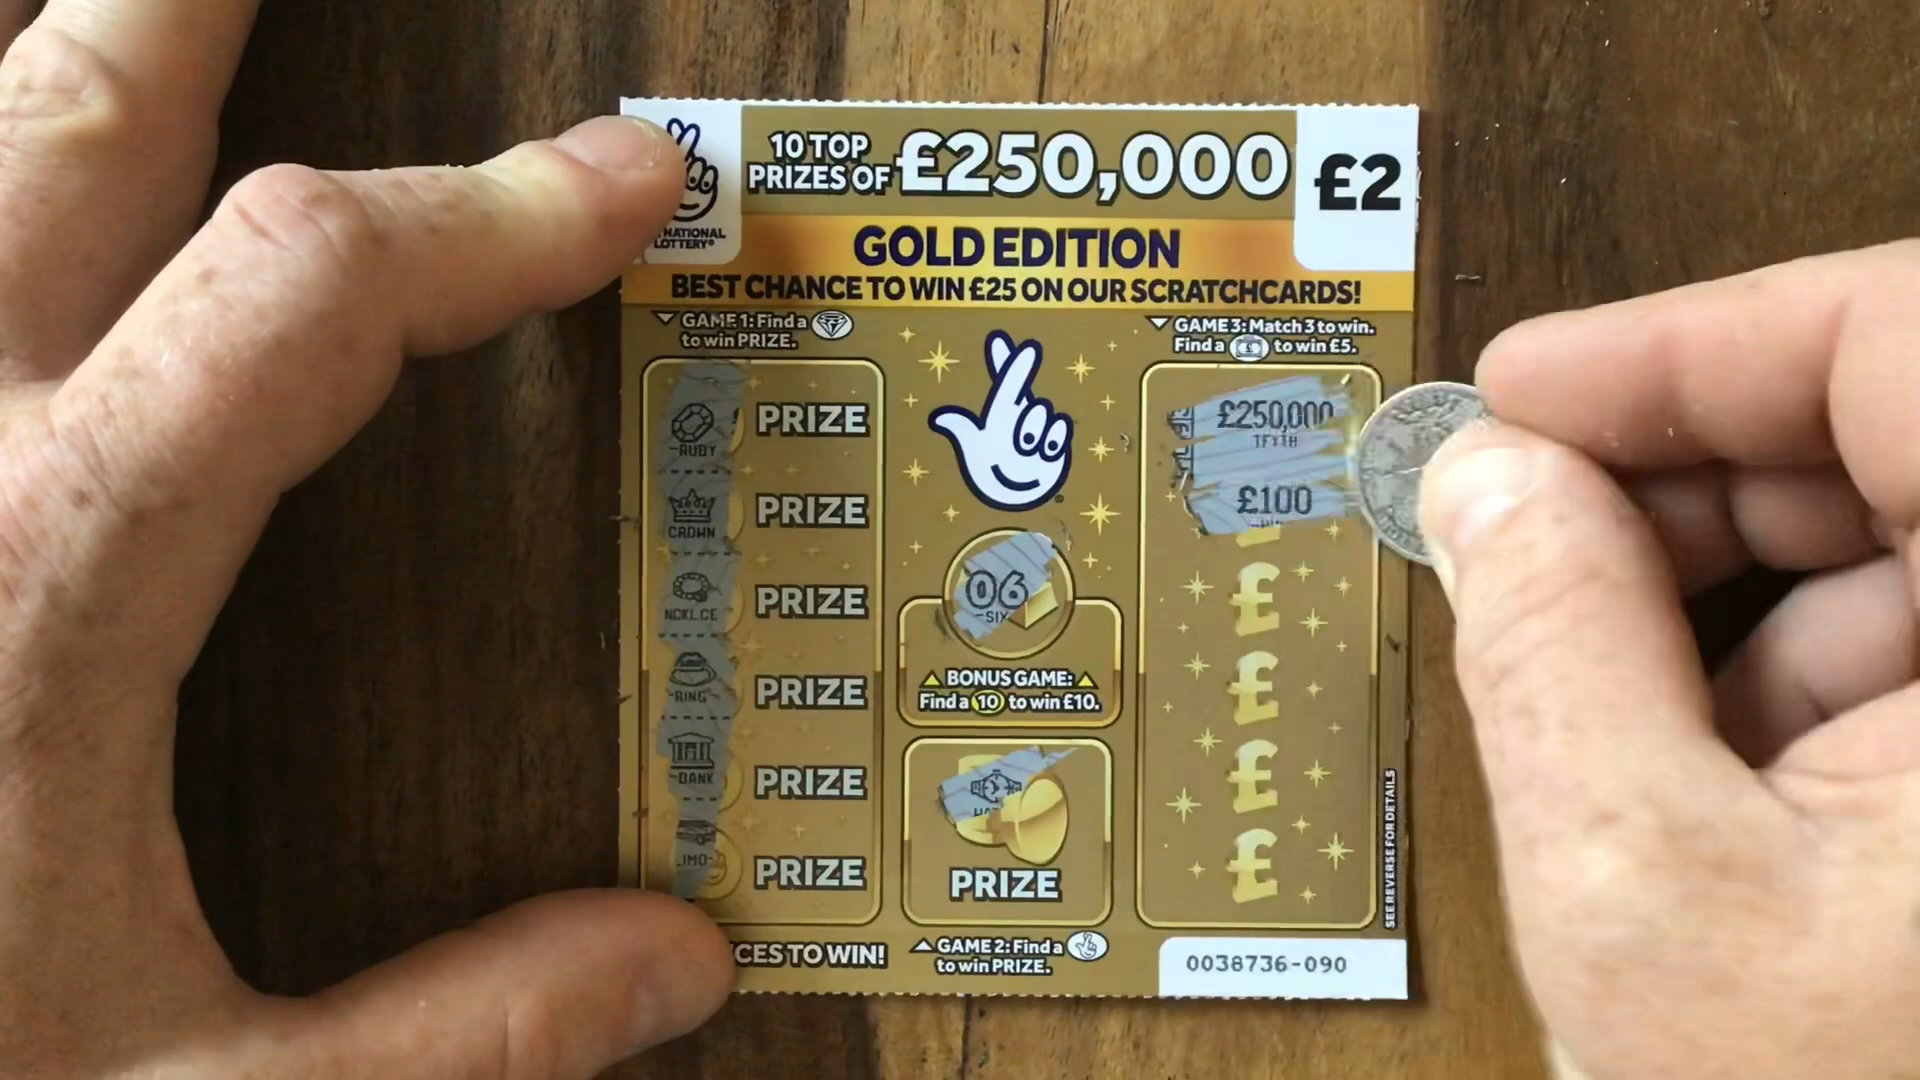 10 TOP
PRIZES OF £250,000
£2
NATIONAL
LOTTERY®
GOLD EDITION
BEST CHANCE TO WIN £25 ON OUR SCRATCHCARDS!
GAME 1: Find a
to win PRIZE.
RUBY
PRIZE
CROWN
PRIZE
NCKLCE
PRIZE
RING
PRIZE
BANK
PRIZE
LIMO
PRIZE
06
SIX
BONUS GAME:
Find a 10 to win £10.
PRIZE
GAME 2: Find a
to win PRIZE.
GAME 3: Match 3 to win.
Find a £ to win £5.
£250,000
TFYTH
£100
£
£
£
£
SEE REVERSE FOR DETAILS
CES TO WIN!
0038736-090